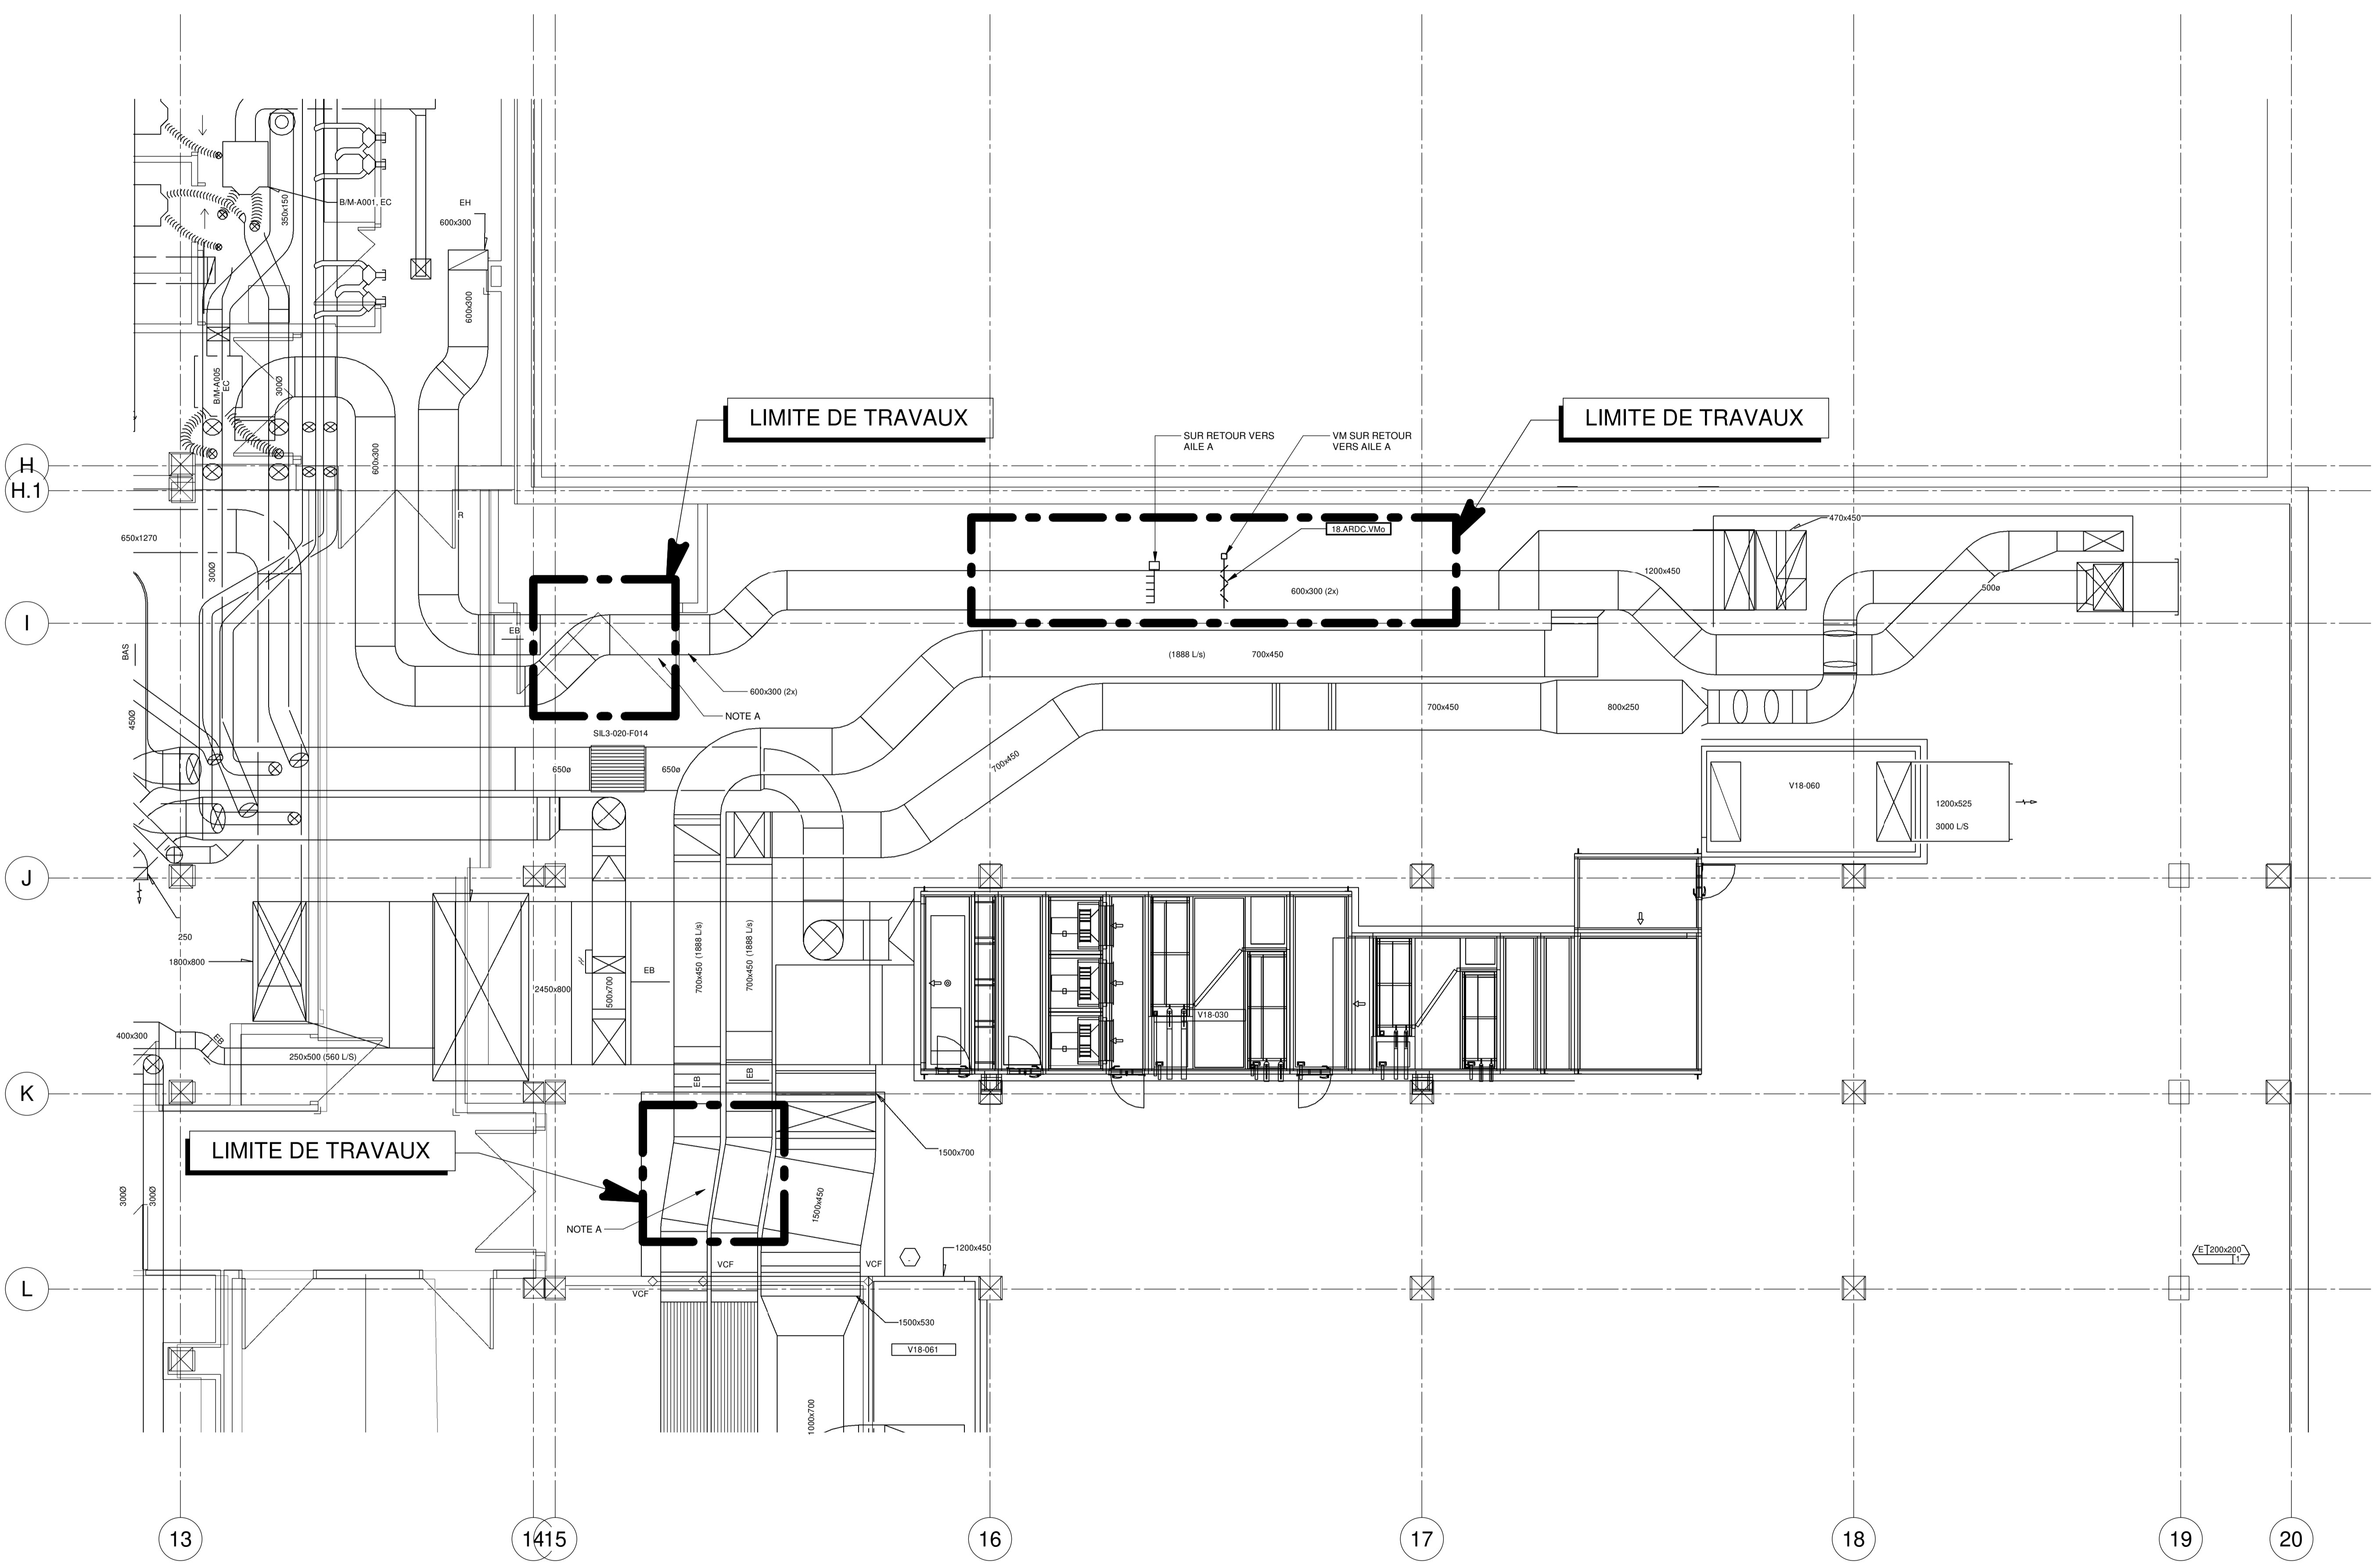 B/M-A001, EC
350x150
EH
600x300
600x300
B/M-A005
EC
300Ø
600x300
LIMITE DE TRAVAUX
LIMITE DE TRAVAUX
SUR RETOUR VERS
AILE A
VM SUR RETOUR
VERS AILE A
H
H.1
R
18.ARDC.VMo
470x450
650x1270
300Ø
1200x450
500ø
600x300 (2x)
I
EB
BAS
(1888 L/s)
700x450
600x300 (2x)
NOTE A
450Ø
700x450
800x250
SIL3-020-F014
650ø
650ø
700x450
V18-060
1200x525
3000 L/S
J
250
1800x800
2450x800
500x700
EB
700x450 (1888 L/s)
700x450 (1888 L/s)
V18-030
400x300
EB
250x500 (560 L/S)
EB
EB
K
LIMITE DE TRAVAUX
1500x700
300Ø
300Ø
1500x450
NOTE A
VCF
VCF
1200x450
ET
200x200
1
L
VCF
1500x530
V18-061
1000x700
13
14
15
16
17
18
19
20